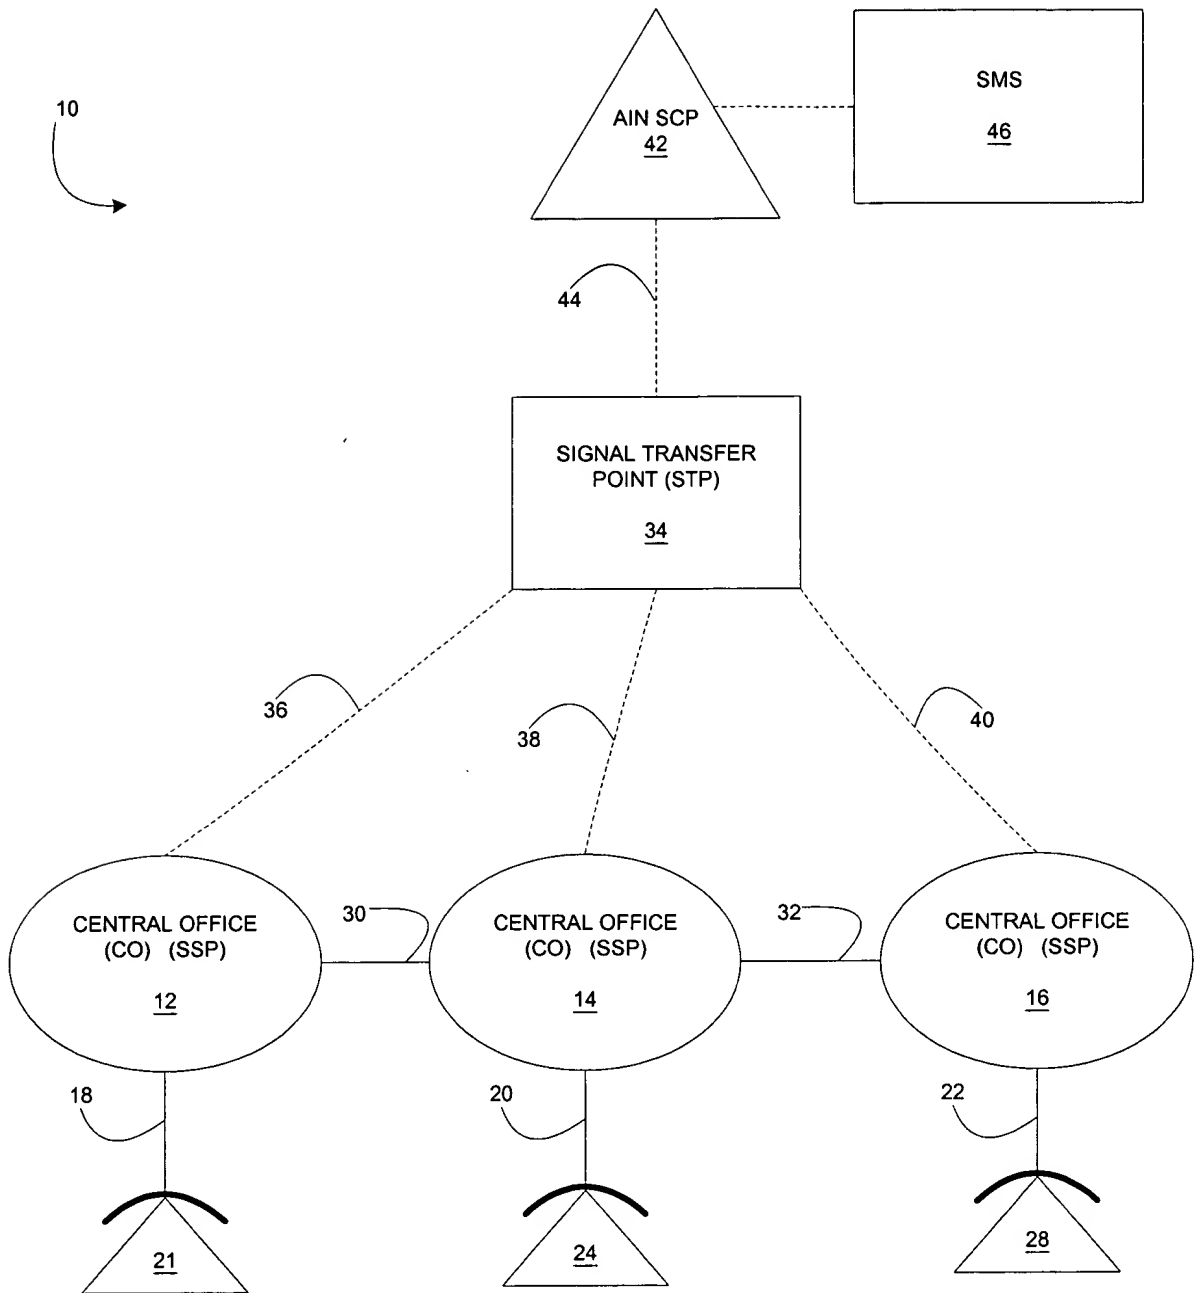 10
AIN SCP
42
SMS
46
44
SIGNAL TRANSFER
POINT (STP)
34
36
38
40
CENTRAL OFFICE
(CO) (SSP)
12
30
CENTRAL OFFICE
(CO) (SSP)
14
32
CENTRAL OFFICE
(CO) (SSP)
16
18
20
22
21
24
28